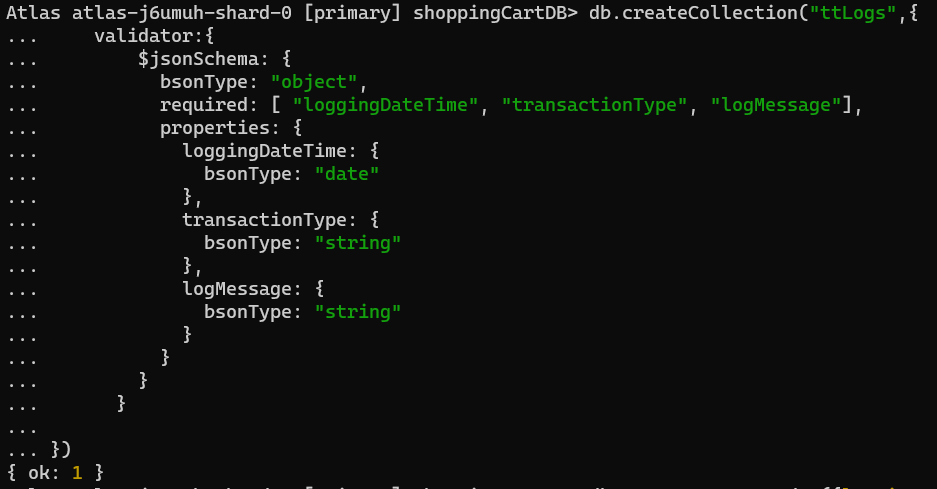 Atlas atlas-j6umuh-shard-0 [primary] shoppingCartDB> db.createCollection("ttLogs",{
...     validator:{
...         $jsonSchema: {
...           bsonType: "object",
...           required: [ "loggingDateTime", "transactionType", "logMessage"],
...           properties: {
...             loggingDateTime: {
...               bsonType: "date"
...             },
...             transactionType: {
...               bsonType: "string"
...             },
...             logMessage: {
...               bsonType: "string"
...             }
...           }
...         }
...       }
...
... })
{ ok: 1 }